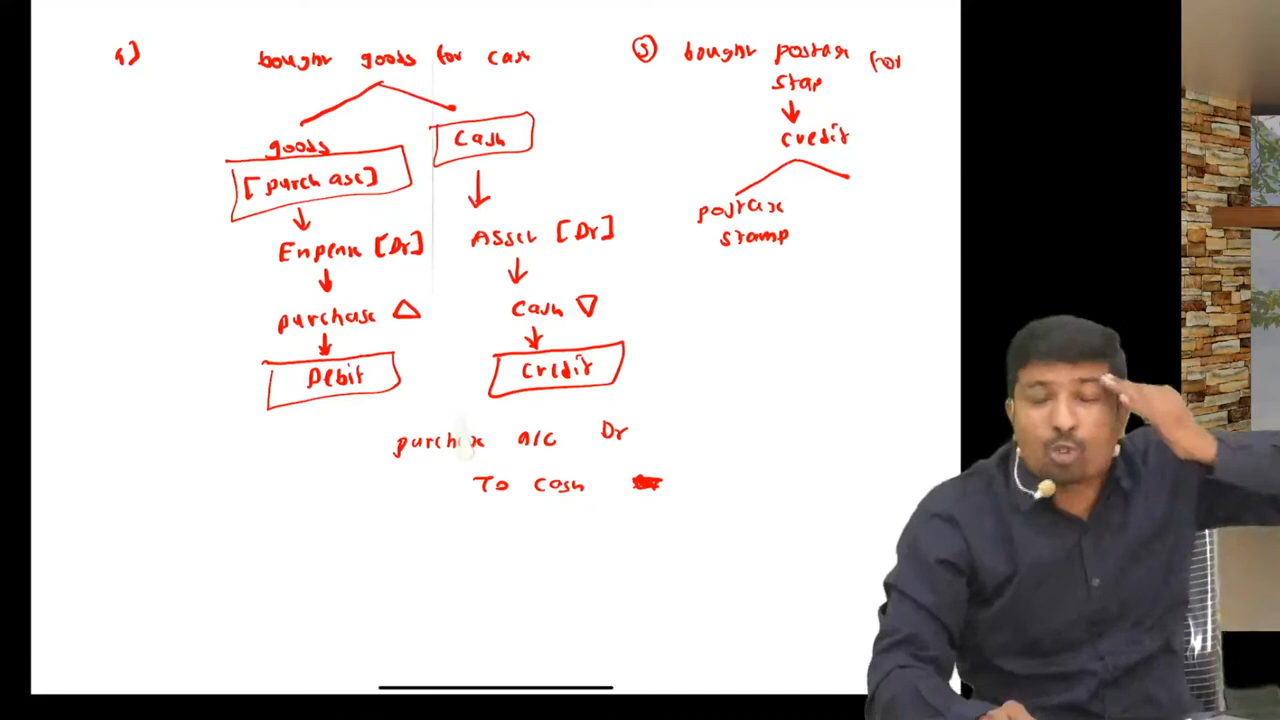 4)
bought goods for cash
goods
[purchase]
Expense [Dr]
purchase △
Debit
Cash
Asset [Dr]
Cash ▽
Credit
purchase a/c Dr
To cash
⑤ bought postage for
stap
credit
postage
stamp